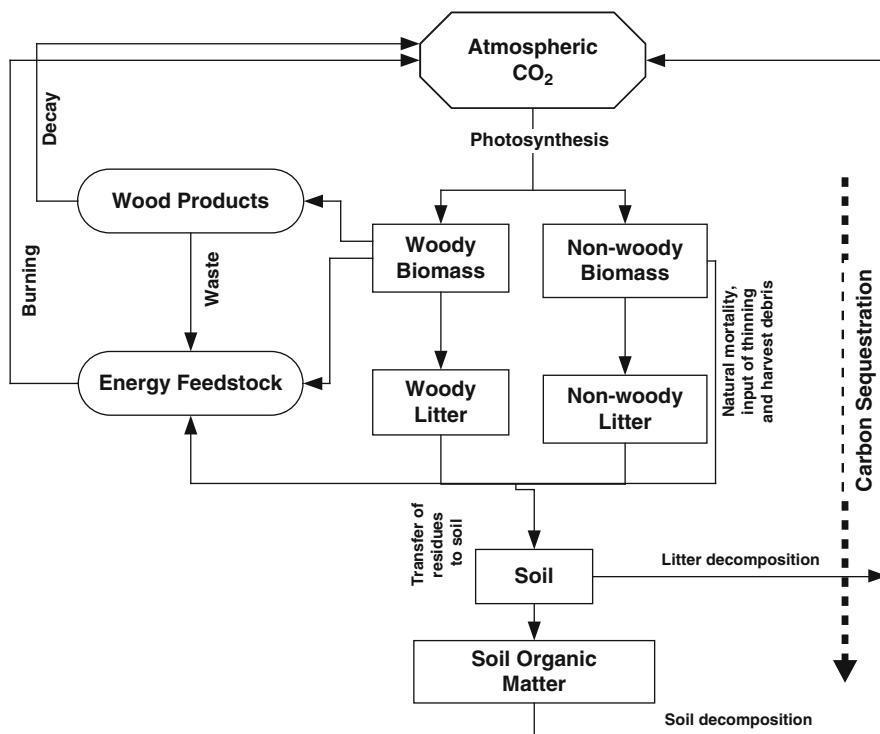 Atmospheric
CO₂
Photosynthesis
Decay
Wood Products
Woody
Biomass
Non-woody
Biomass
Burning
Waste
Natural mortality,
input of thinning
and harvest debris
Carbon Sequestration
Energy Feedstock
Woody
Litter
Non-woody
Litter
Transfer of
residues
to soil
Soil
Litter decomposition
Soil Organic
Matter
Soil decomposition